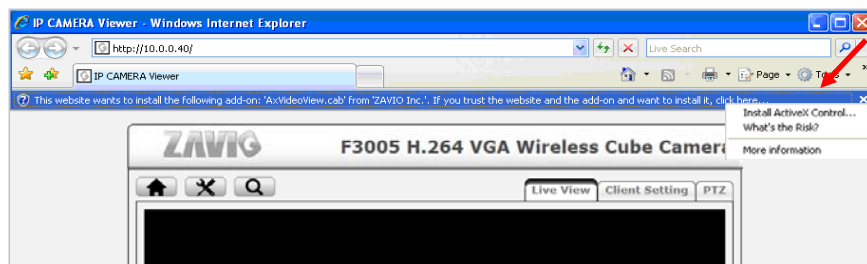 IP CAMERA Viewer - Windows Internet Explorer
http://10.0.0.40/
Live Search
IP CAMERA Viewer
Page
This website wants to install the following add-on: 'AxVideoView.cab' from 'ZAVIO Inc.'. If you trust the website and the add-on and want to install it, click here...
Install ActiveX Control...
What's the Risk?
More information
ZAVIO
F3005 H.264 VGA Wireless Cube Camera
Live View
Client Setting
PTZ